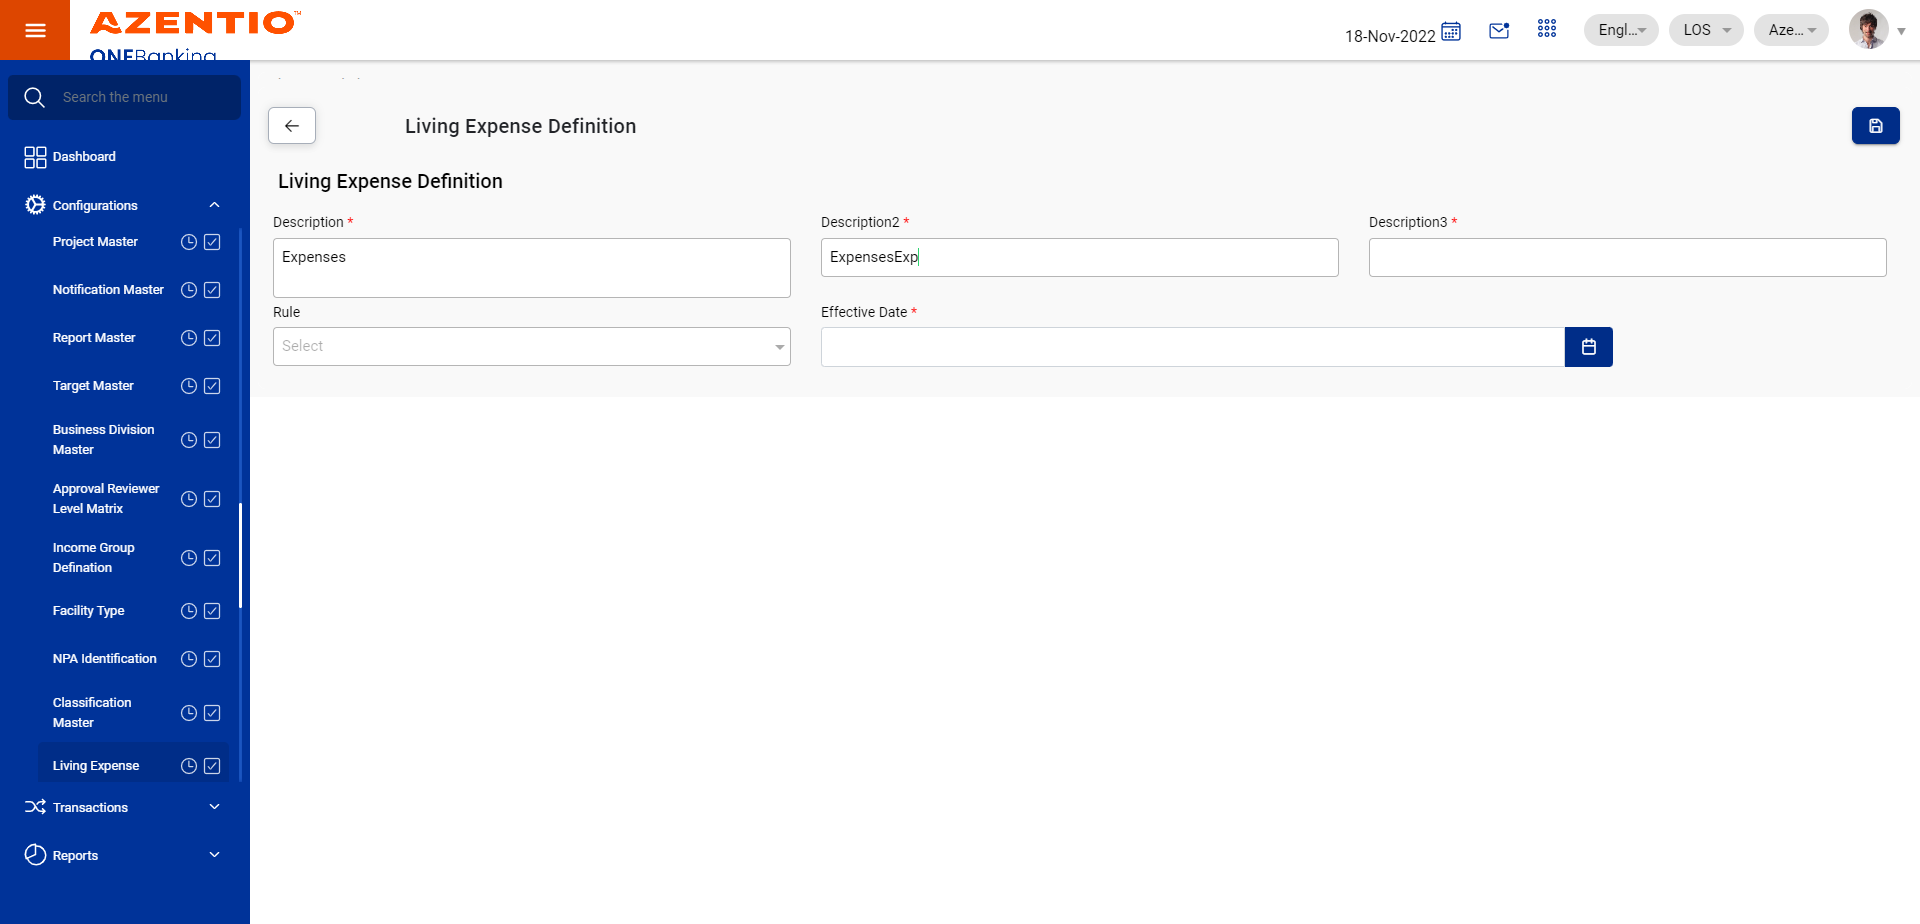 AZENTIO™
ONEBanking
18-Nov-2022
Engl...
LOS
Aze...
Search the menu
Dashboard
Configurations
Project Master
Notification Master
Report Master
Target Master
Business Division
Master
Approval Reviewer
Level Matrix
Income Group
Defination
Facility Type
NPA Identification
Classification
Master
Living Expense
Transactions
Reports
Living Expense Definition
Living Expense Definition
Description *
Description2 *
Description3 *
Expenses
ExpensesExp
Rule
Effective Date *
Select